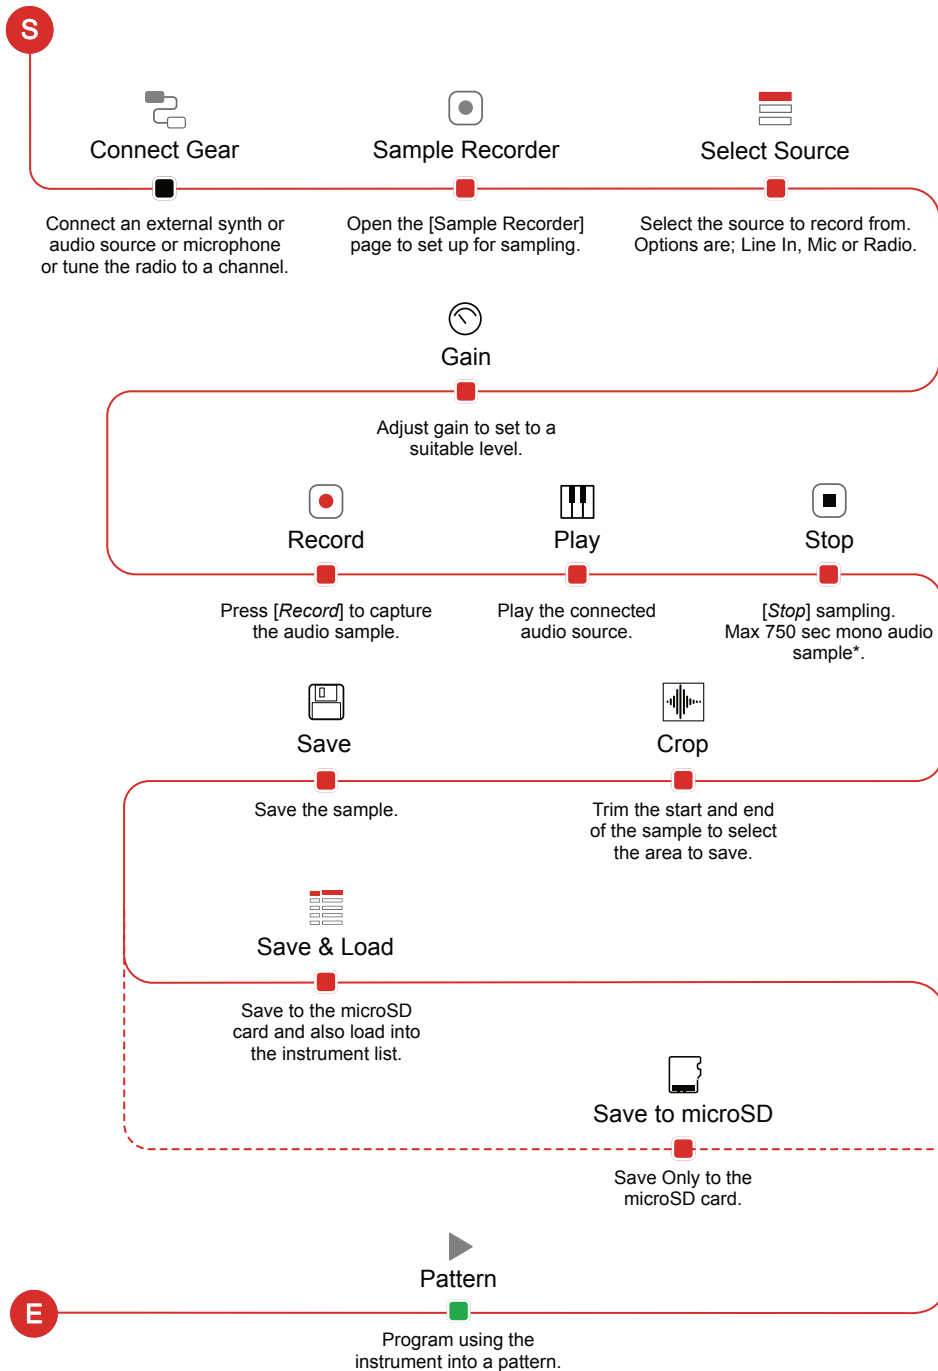 S
Connect Gear
Sample Recorder
Select Source
Connect an external synth or
audio source or microphone
or tune the radio to a channel.
Open the [Sample Recorder]
page to set up for sampling.
Select the source to record from.
Options are; Line In, Mic or Radio.
Gain
Adjust gain to set to a
suitable level.
Record
Play
Stop
Press [Record] to capture
the audio sample.
Play the connected
audio source.
[Stop] sampling.
Max 750 sec mono audio
sample*.
Save
Crop
Save the sample.
Trim the start and end
of the sample to select
the area to save.
Save & Load
Save to the microSD
card and also load into
the instrument list.
Save to microSD
Save Only to the
microSD card.
Pattern
E
Program using the
instrument into a pattern.